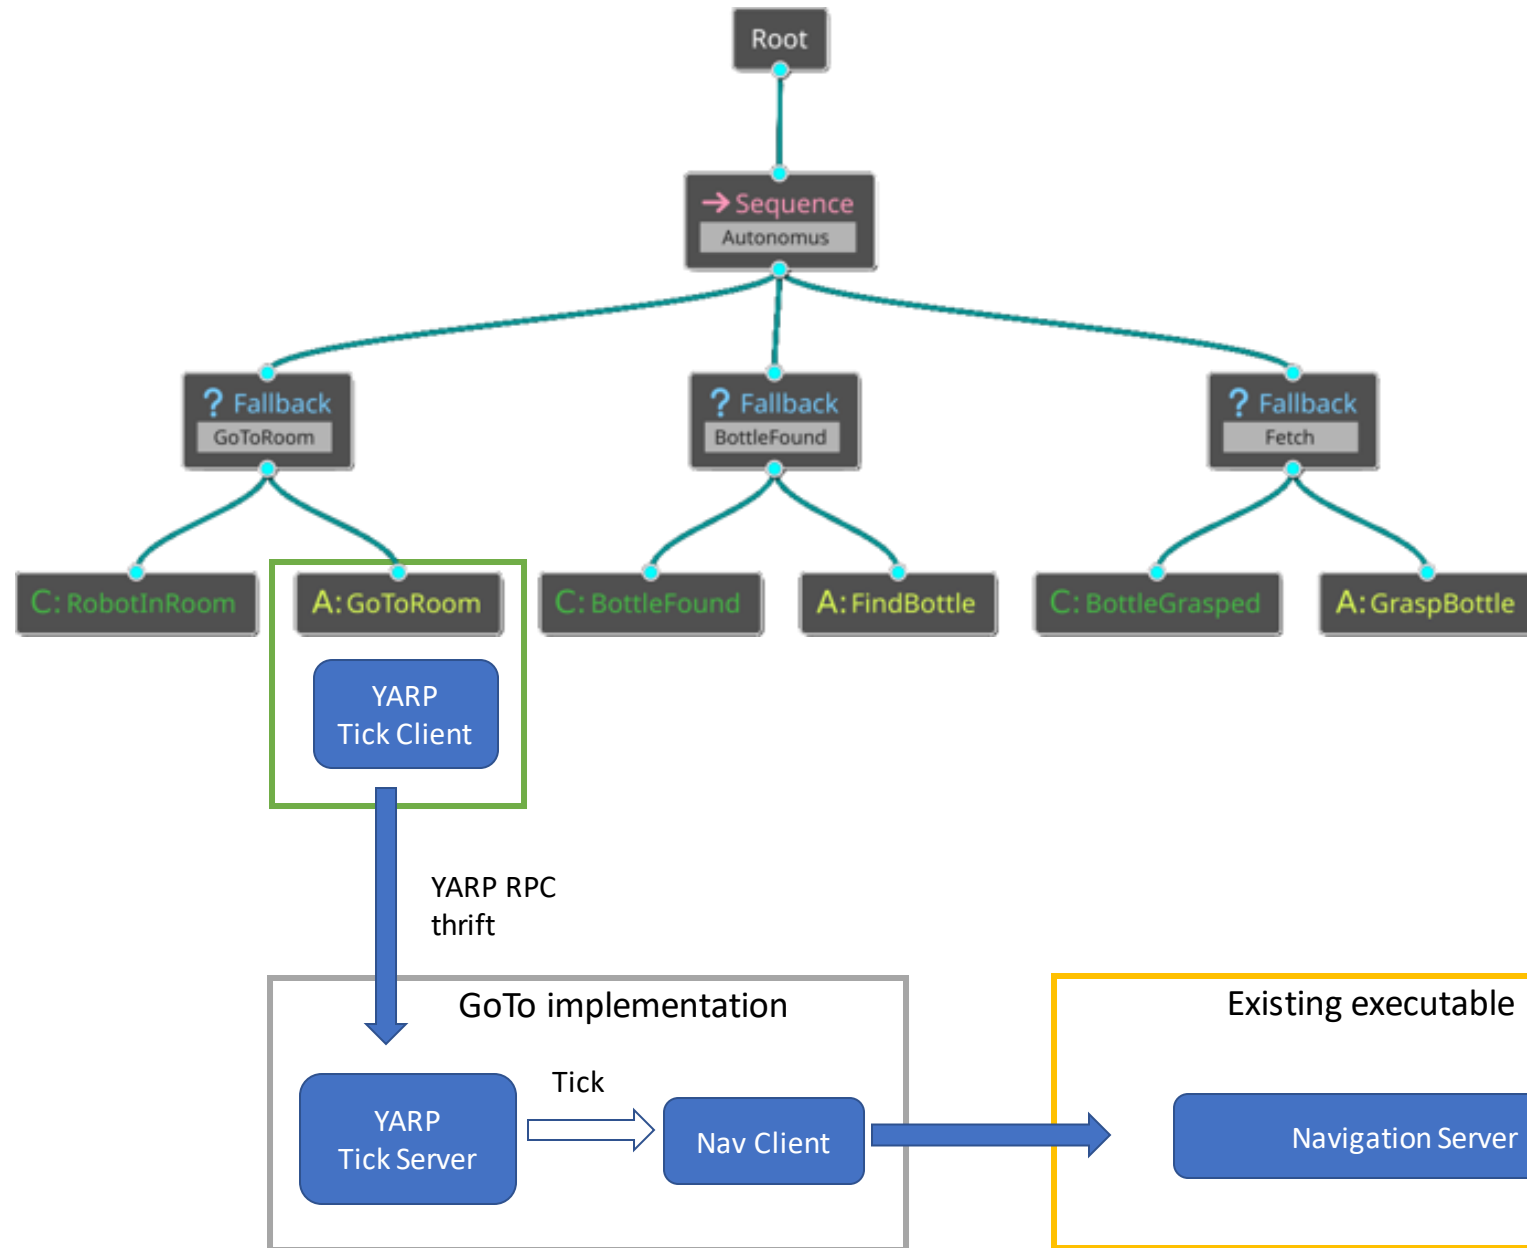 Root
→ Sequence
Autonomus
? Fallback
GoToRoom
? Fallback
BottleFound
? Fallback
Fetch
C: RobotInRoom
A: GoToRoom
C: BottleFound
A: FindBottle
C: BottleGrasped
A: GraspBottle
YARP
Tick Client
YARP RPC
thrift
GoTo implementation
Existing executable
YARP
Tick Server
Tick
Nav Client
Navigation Server